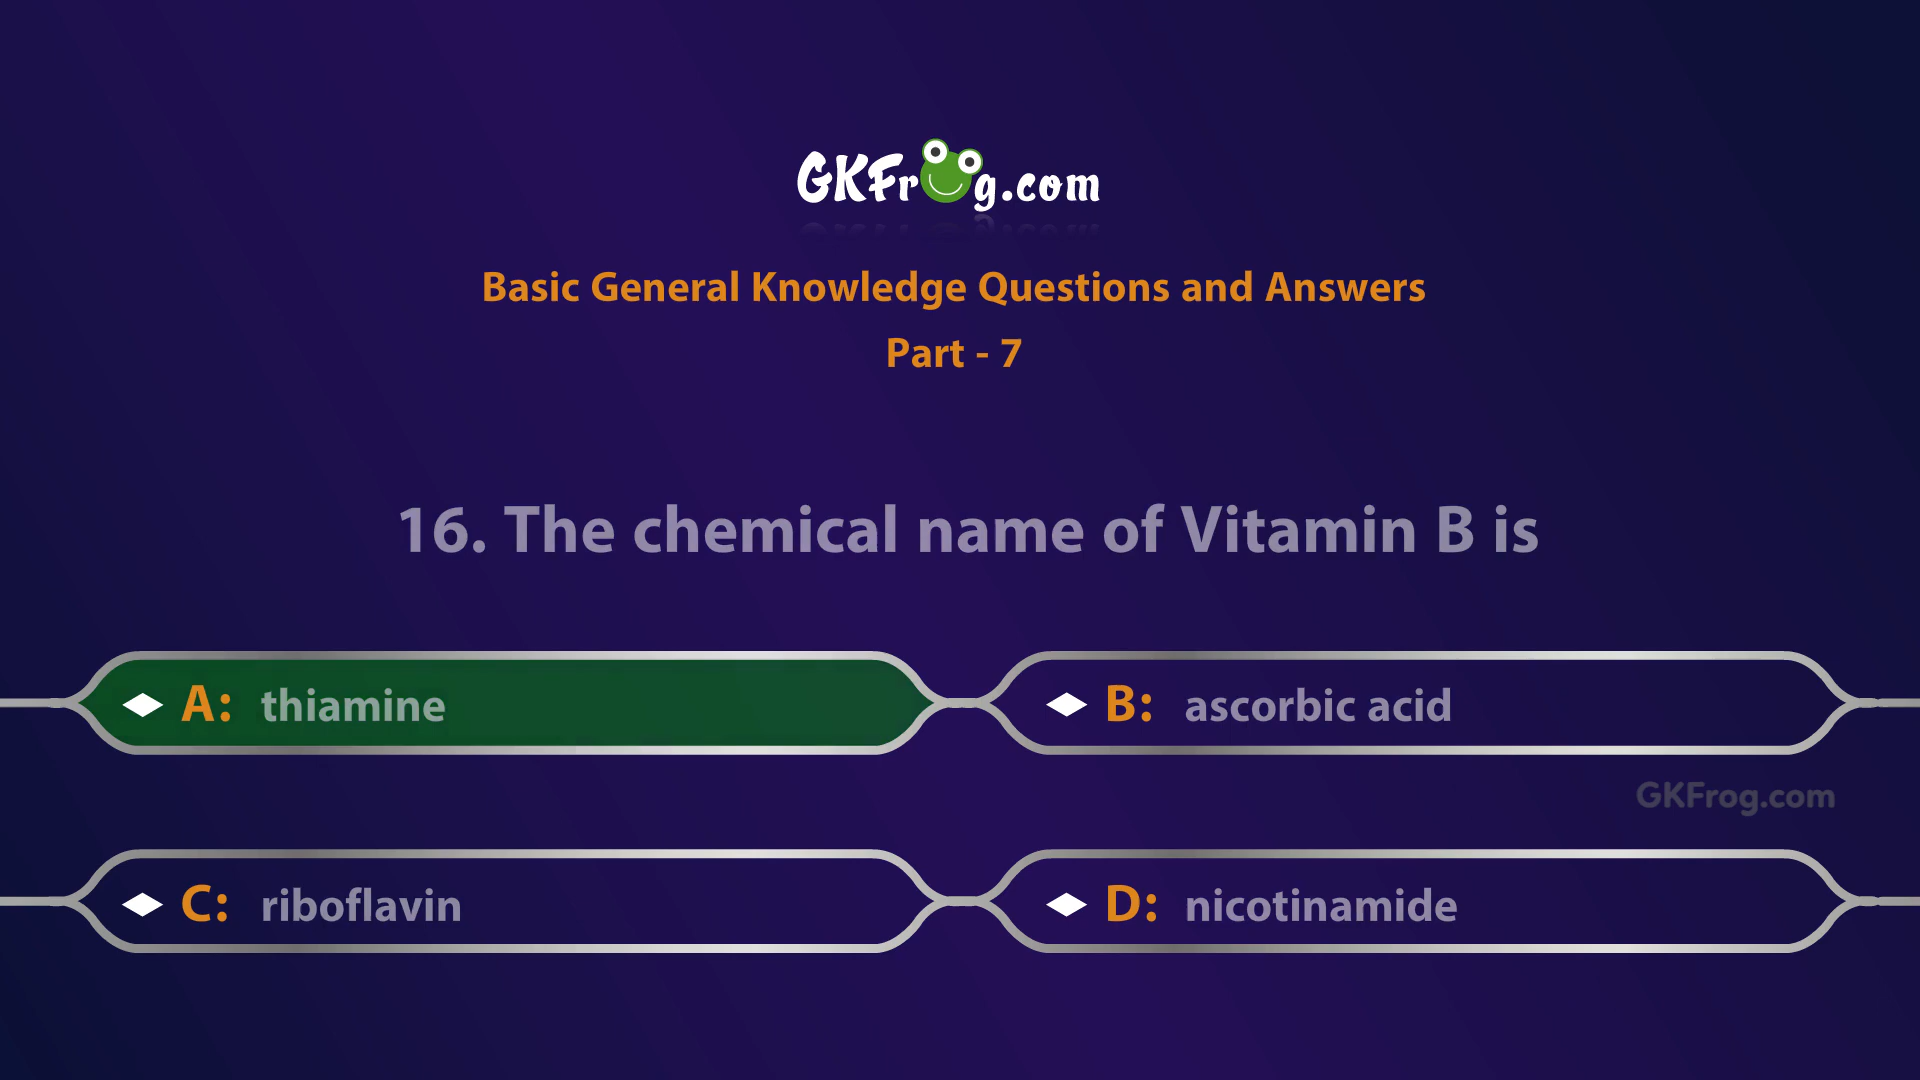 GKFrog.com
Basic General Knowledge Questions and Answers
Part - 7
16. The chemical name of Vitamin B is
A: thiamine
B: ascorbic acid
GKFrog.com
C: riboflavin
D: nicotinamide